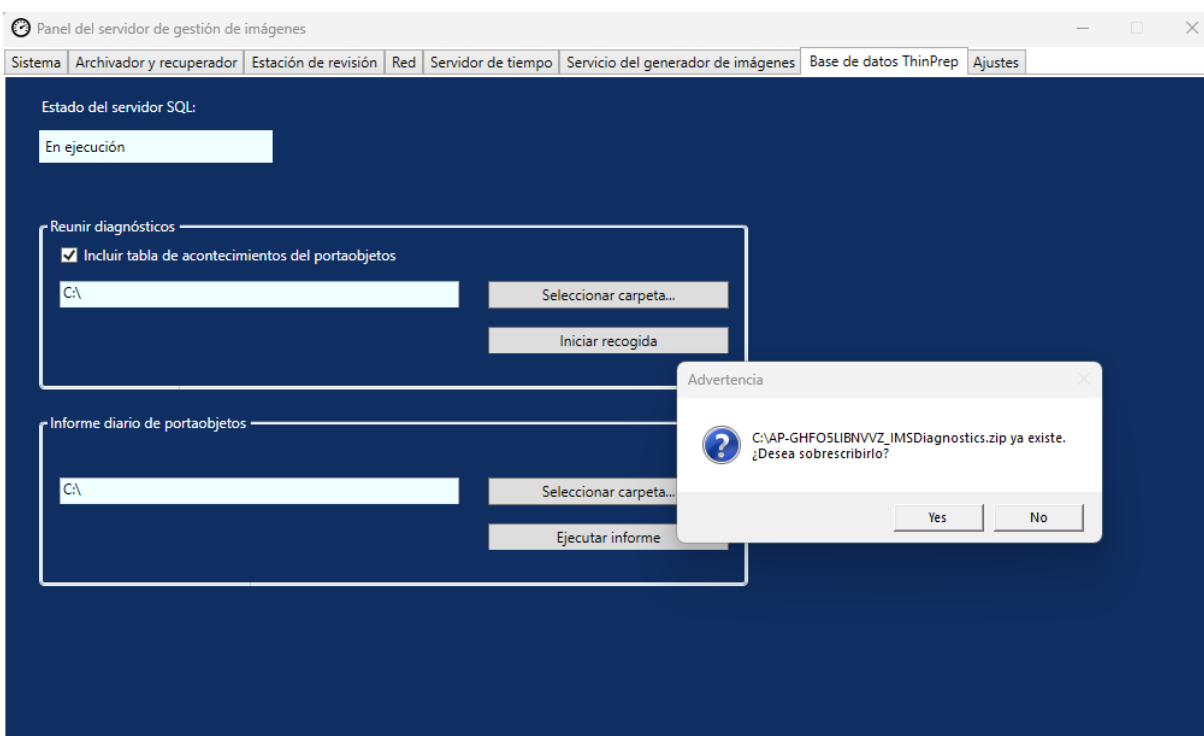 Panel del servidor de gestión de imágenes
Sistema Archivador y recuperador Estación de revisión Red Servidor de tiempo Servicio del generador de imágenes Base de datos ThinPrep Ajustes
Estado del servidor SQL:
En ejecución
Reunir diagnósticos
Incluir tabla de acontecimientos del portaobjetos
C:\ Seleccionar carpeta...
Iniciar recogida
Advertencia
C:\AP-GHFO5LIBNVVZ_IMSDiagnostics.zip ya existe.
¿Desea sobrescribirlo?
Yes No
Informe diario de portaobjetos
C:\ Seleccionar carpeta...
Ejecutar informe